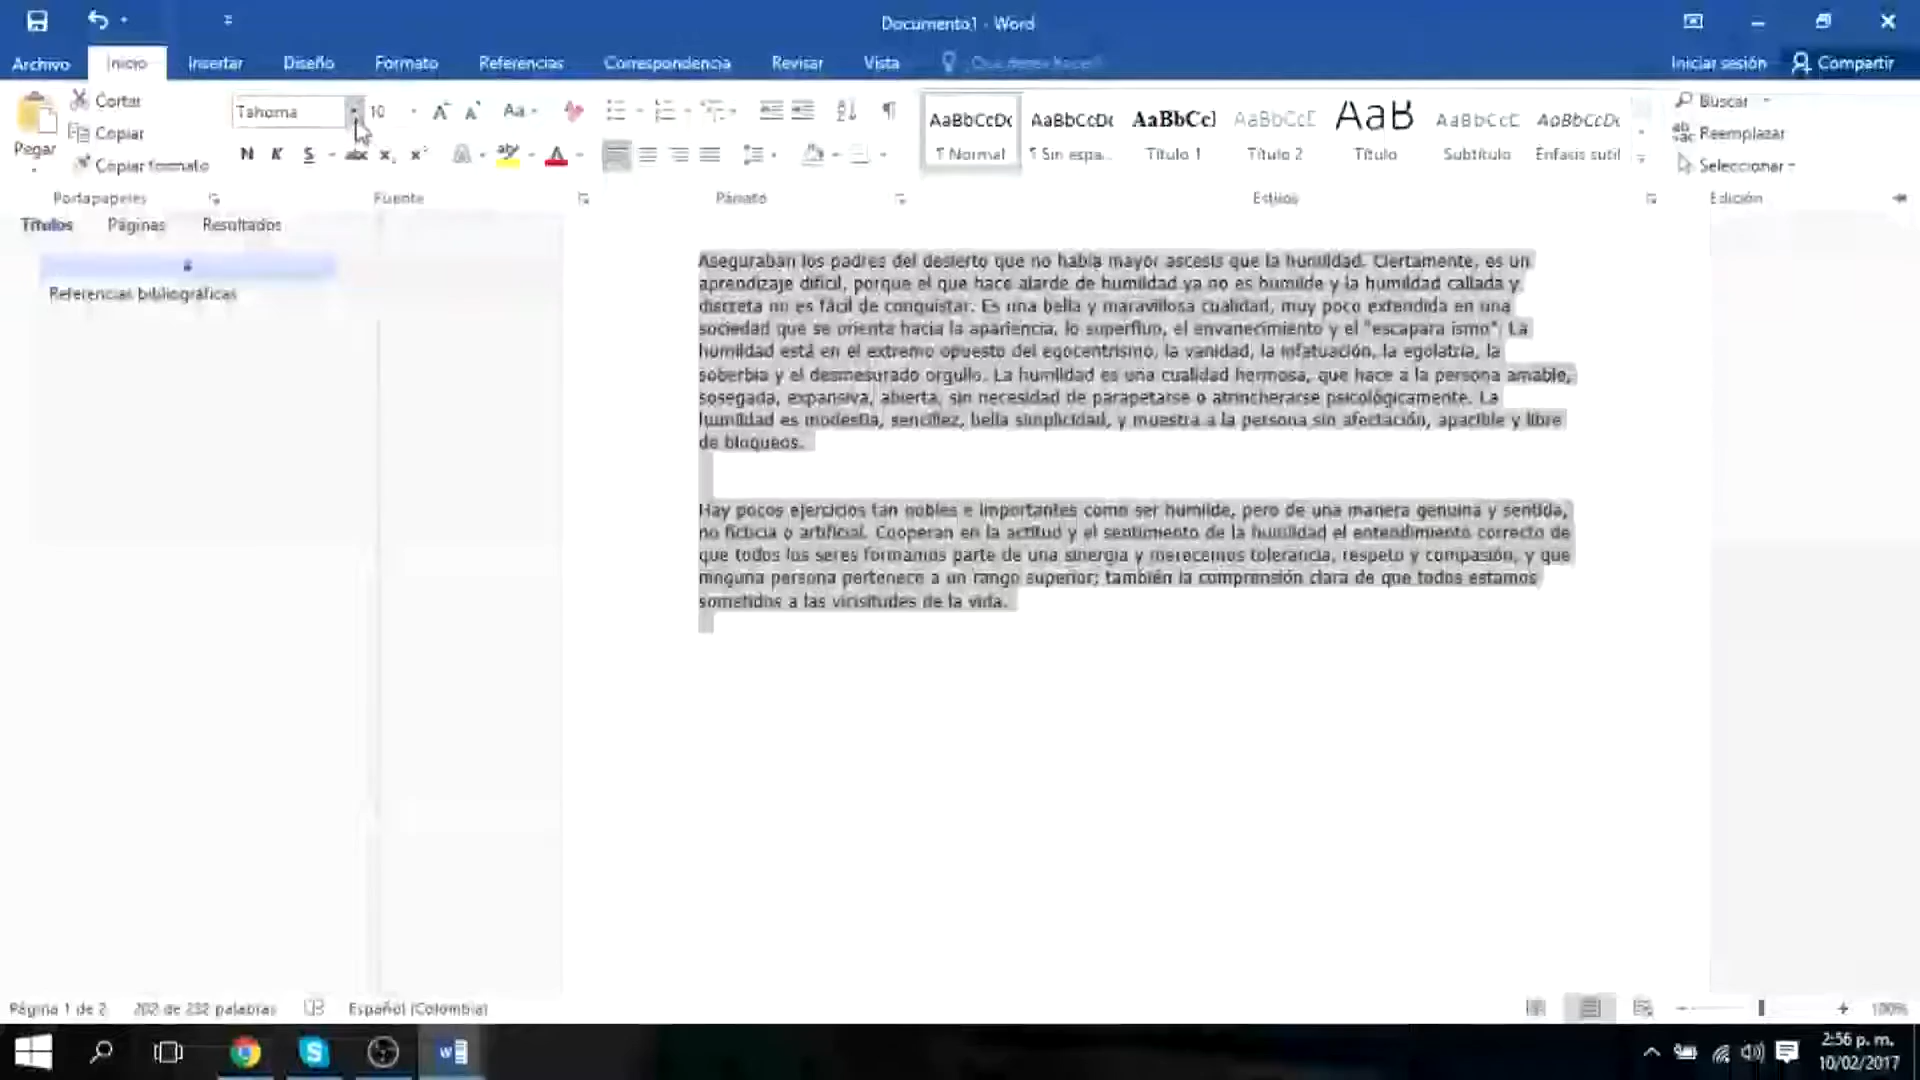 Documento1 - Word
Archivo Inicio Insertar Diseño Formato Referencias Correspondencia Revisar Vista ¿Qué desea hacer? Iniciar sesión Compartir
Cortar
Copiar
Copiar formato
Pegar
Portapapeles
Tahoma 10 Aa
N K S abc x₂ x²
Fuente
Párrafo
AaBbCcDc AaBbCcDc AaBbCc] AaBbCcE AaB AaBbCcE AaBbCcDc
¶ Normal ¶ Sin espa... Título 1 Título 2 Título Subtítulo Énfasis sutil
Estilos
Buscar
Reemplazar
Seleccionar
Edición
Títulos Páginas Resultados
Referencias bibliográficas
Aseguraban los padres del desierto que no había mayor ascesis que la humildad. Ciertamente, es un
aprendizaje difícil, porque el que hace alarde de humildad ya no es humilde y la humildad callada y
discreta no es fácil de conquistar. Es una bella y maravillosa cualidad, muy poco extendida en una
sociedad que se orienta hacia la apariencia, lo superfluo, el envanecimiento y el "escapara ismo". La
humildad está en el extremo opuesto del egocentrismo, la vanidad, la infatuación, la egolatría, la
soberbia y el desmesurado orgullo. La humildad es una cualidad hermosa, que hace a la persona amable,
sosegada, expansiva, abierta, sin necesidad de parapetarse o atrincherarse psicológicamente. La
humildad es modestia, sencillez, bella simplicidad, y muestra a la persona sin afectación, apacible y libre
de bloqueos.
Hay pocos ejercicios tan nobles e importantes como ser humilde, pero de una manera genuina y sentida,
no ficticia o artificial. Cooperan en la actitud y el sentimiento de la humildad el entendimiento correcto de
que todos los seres formamos parte de una sinergia y merecemos tolerancia, respeto y compasión, y que
ninguna persona pertenece a un rango superior; también la comprensión clara de que todos estamos
sometidos a las vicisitudes de la vida.
Página 1 de 2 202 de 232 palabras Español (Colombia) 100%
2:56 p. m.
10/02/2017